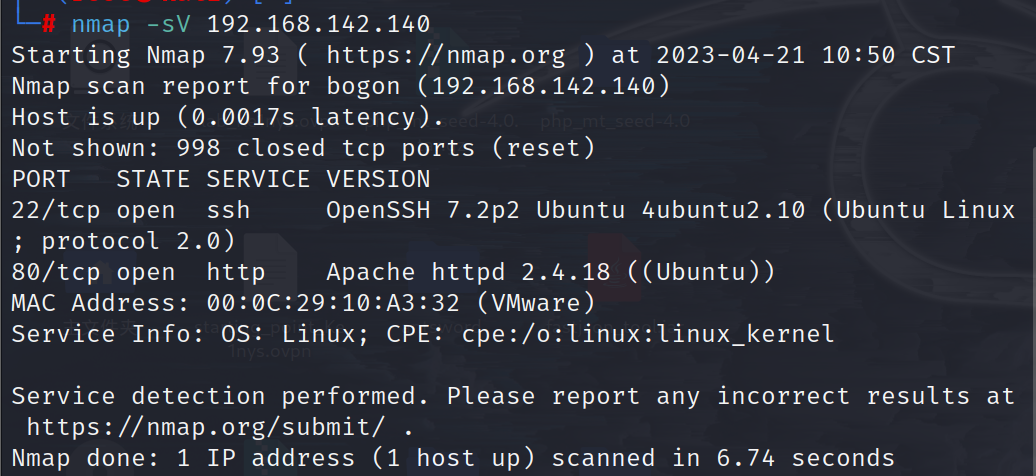 # nmap -sV 192.168.142.140
Starting Nmap 7.93 ( https://nmap.org ) at 2023-04-21 10:50 CST
Nmap scan report for bogon (192.168.142.140)
Host is up (0.0017s latency).
Not shown: 998 closed tcp ports (reset)
PORT   STATE SERVICE VERSION
22/tcp open  ssh     OpenSSH 7.2p2 Ubuntu 4ubuntu2.10 (Ubuntu Linux
; protocol 2.0)
80/tcp open  http    Apache httpd 2.4.18 ((Ubuntu))
MAC Address: 00:0C:29:10:A3:32 (VMware)
Service Info: OS: Linux; CPE: cpe:/o:linux:linux_kernel
Service detection performed. Please report any incorrect results at
 https://nmap.org/submit/ .
Nmap done: 1 IP address (1 host up) scanned in 6.74 seconds
php_mt_seed-4.0
inys.ovpn